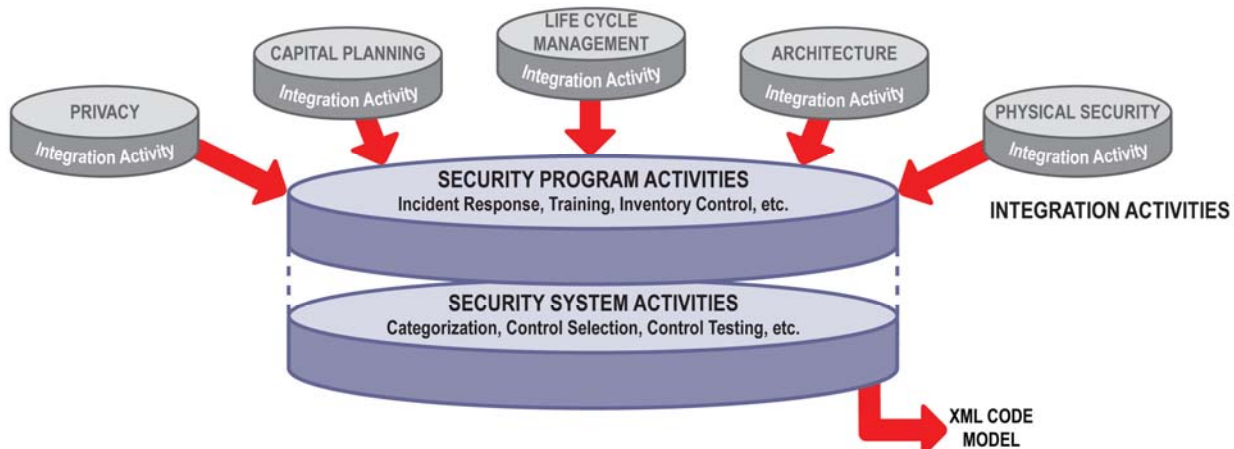 LIFE CYCLE
MANAGEMENT
Integration Activity
CAPITAL PLANNING
Integration Activity
ARCHITECTURE
Integration Activity
PRIVACY
Integration Activity
PHYSICAL SECURITY
Integration Activity
SECURITY PROGRAM ACTIVITIES
Incident Response, Training, Inventory Control, etc.
INTEGRATION ACTIVITIES
SECURITY SYSTEM ACTIVITIES
Categorization, Control Selection, Control Testing, etc.
XML CODE
MODEL